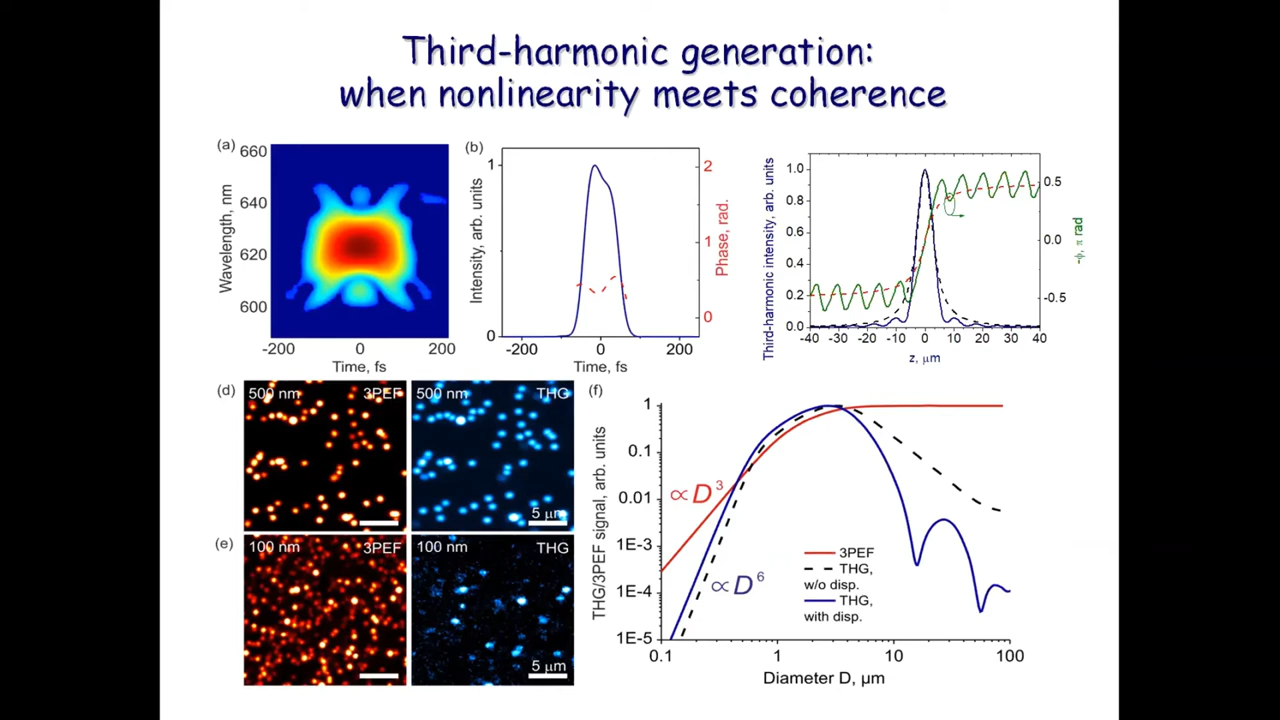 Third-harmonic generation:
when nonlinearity meets coherence
(a)
660
640
620
600
Wavelength, nm
-200
0
200
Time, fs
(b)
1
0
Intensity, arb. units
2
1
0
Phase, rad.
-200
0
200
Time, fs
1.0
0.8
0.6
0.4
0.2
0.0
Third-harmonic intensity, arb. units
0.5
0.0
-0.5
-ϕ, π rad
-40 -30 -20 -10 0 10 20 30 40
z, μm
(d)
500 nm 3PEF
500 nm THG
5 μm
(e)
100 nm 3PEF
100 nm THG
5 μm
(f)
1
0.1
0.01
1E-3
1E-4
1E-5
THG/3PEF signal, arb. units
∝D³
∝D⁶
3PEF
THG,
w/o disp.
THG,
with disp.
0.1 1 10 100
Diameter D, μm